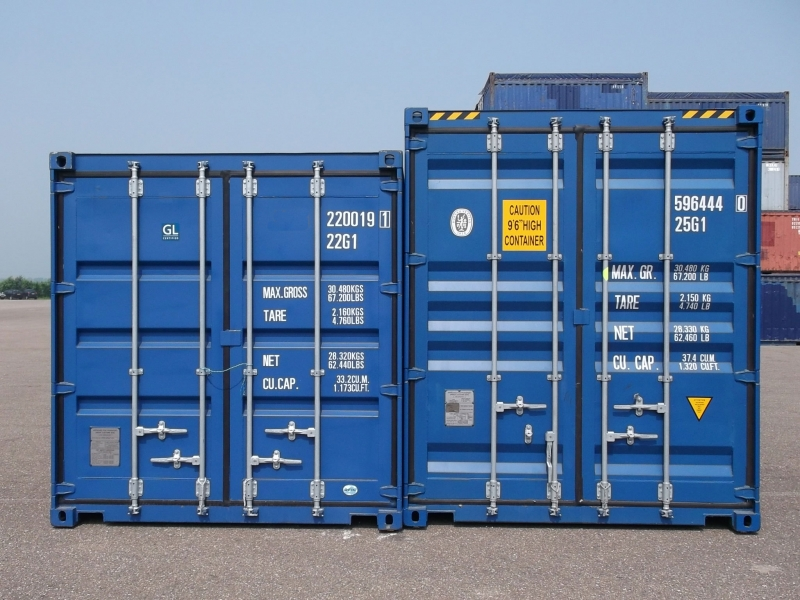 GL
220019 1
22G1
MAX.GROSS 30.480KGS
67.200LBS
TARE 2.160KGS
4.760LBS
NET 28.320KGS
62.440LBS
CU.CAP. 33.2CU.M.
1.173CU.FT.
CAUTION
9'6" HIGH
CONTAINER
596444 0
25G1
MAX. GR. 30.480 KG
67.200 LB
TARE 2.150 KG
4.740 LB
NET 28.330 KG
62.460 LB
CU. CAP. 37.4 CU.M.
1.320 CU.FT.